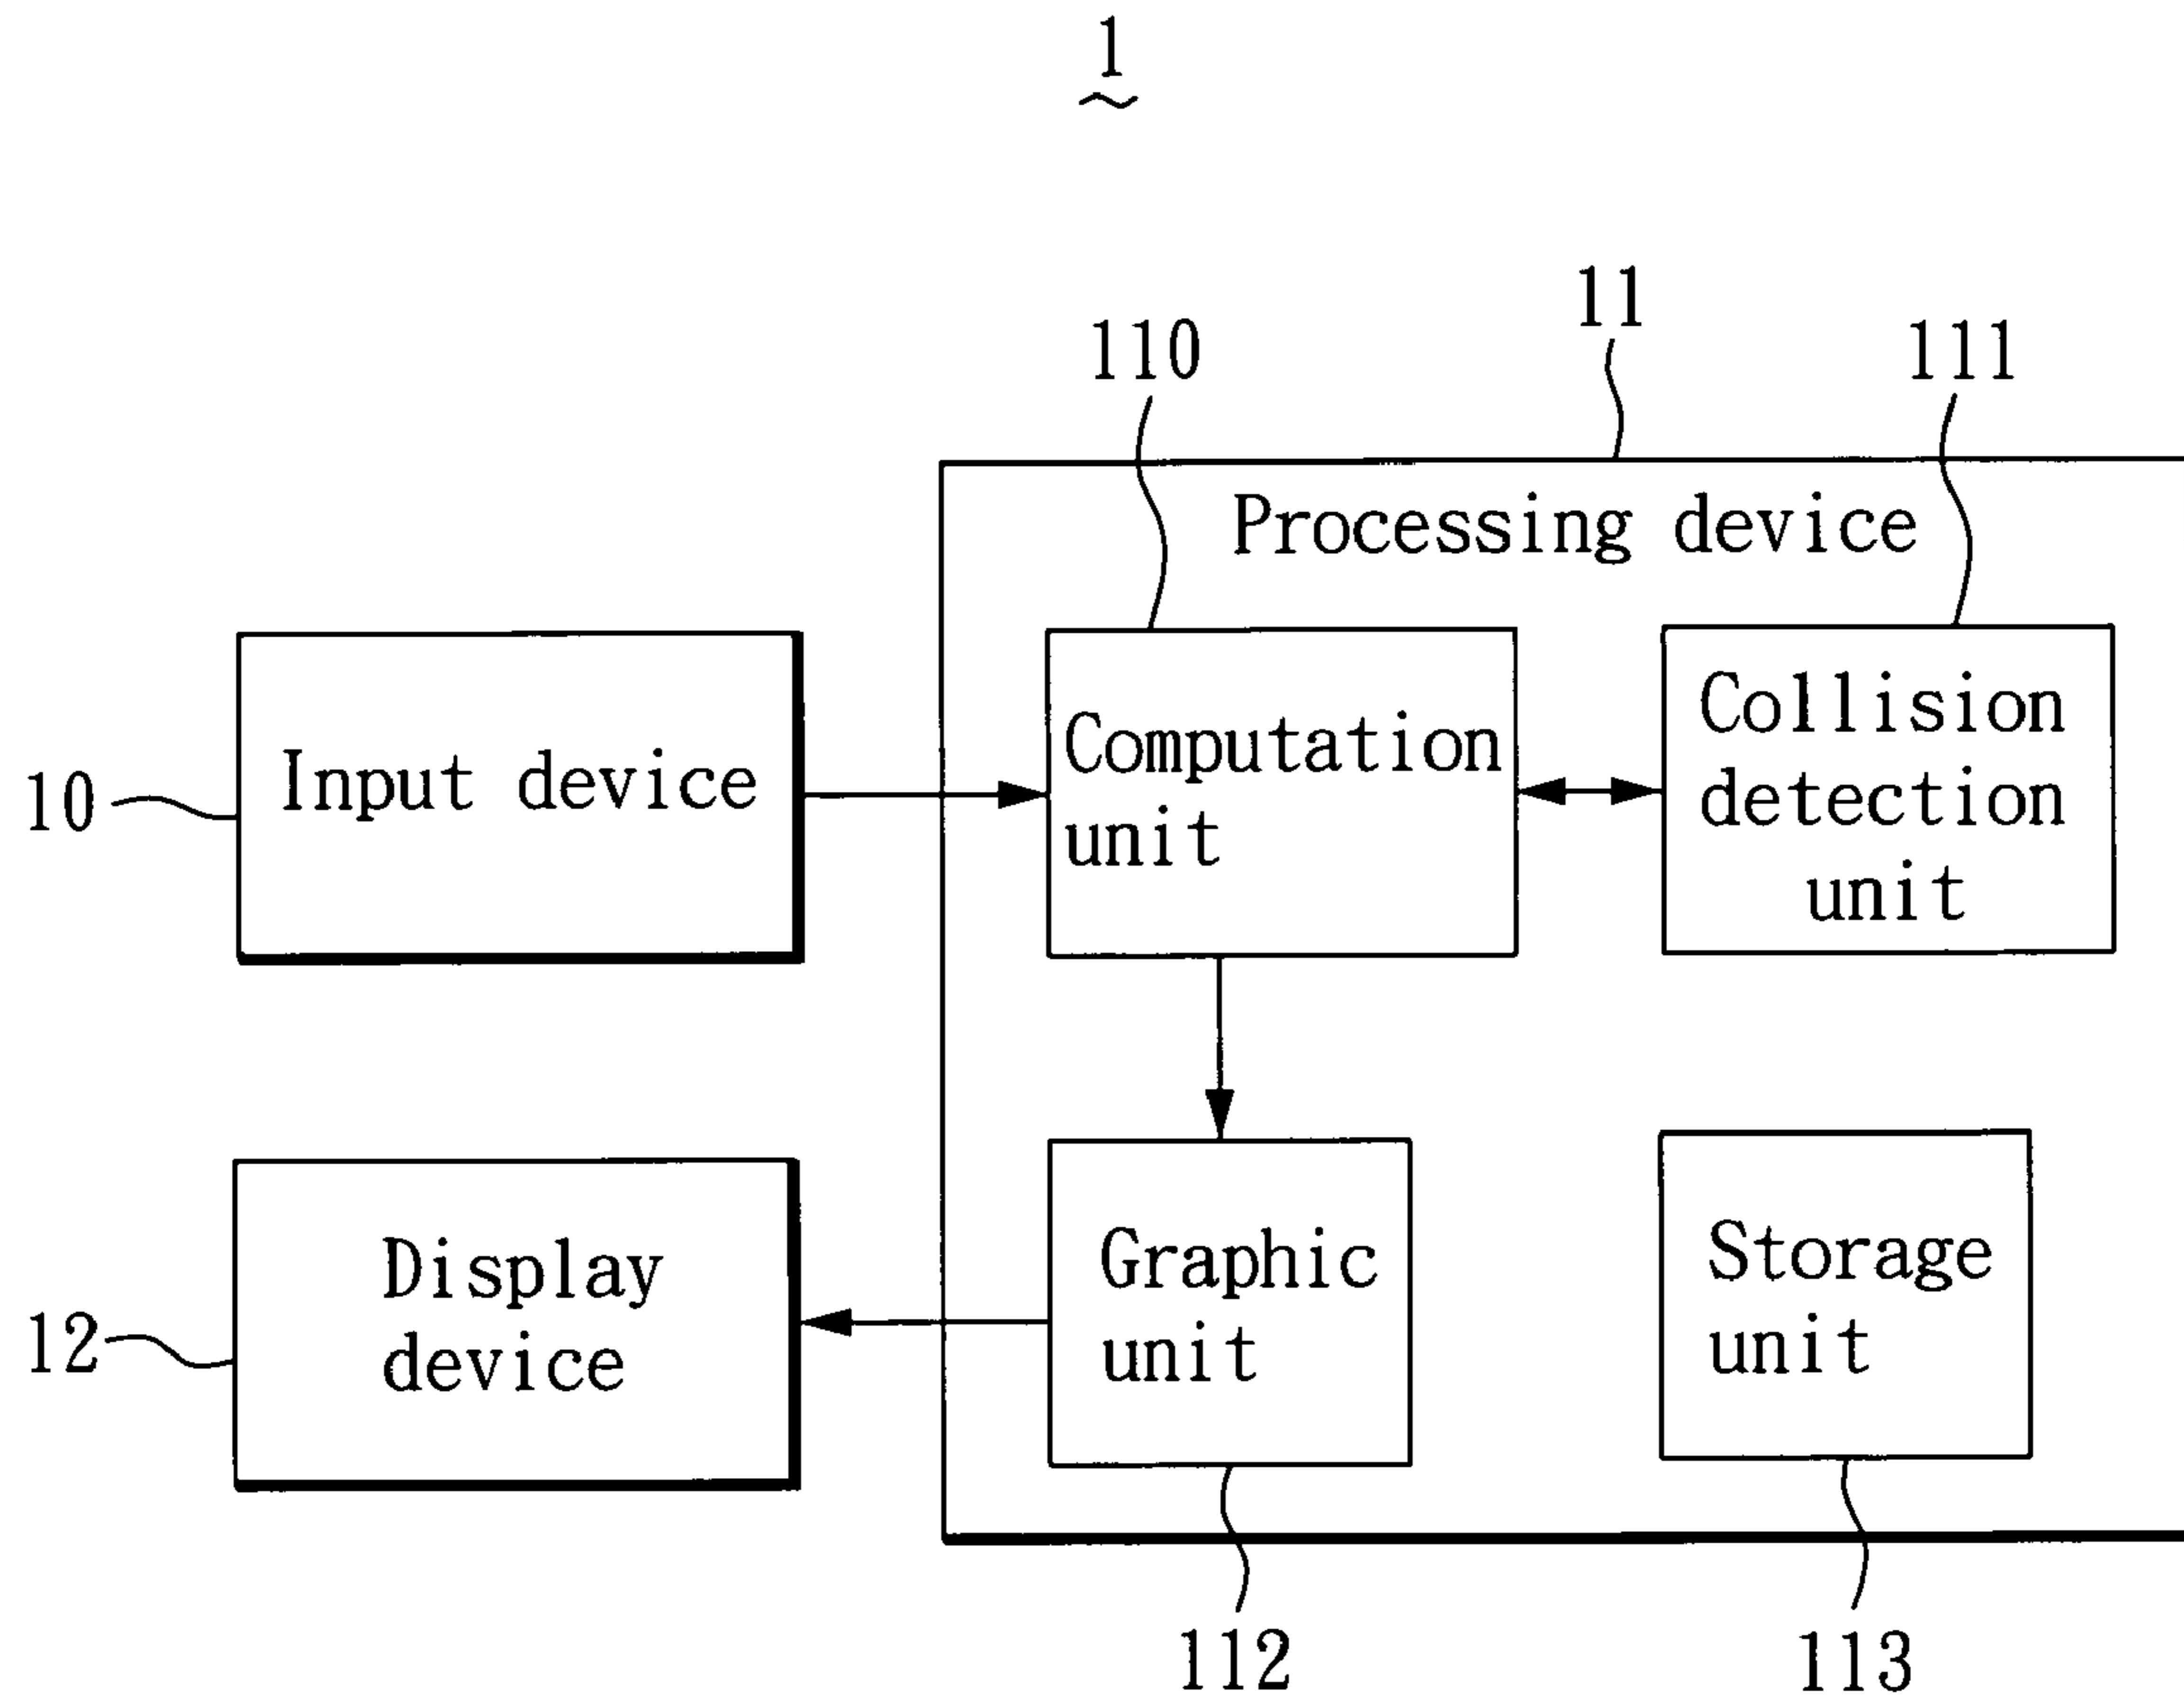 1
11
110
111
Processing device
Input device
Computation
unit
Collision
detection
unit
10
Display
device
Graphic
unit
Storage
unit
12
112
113